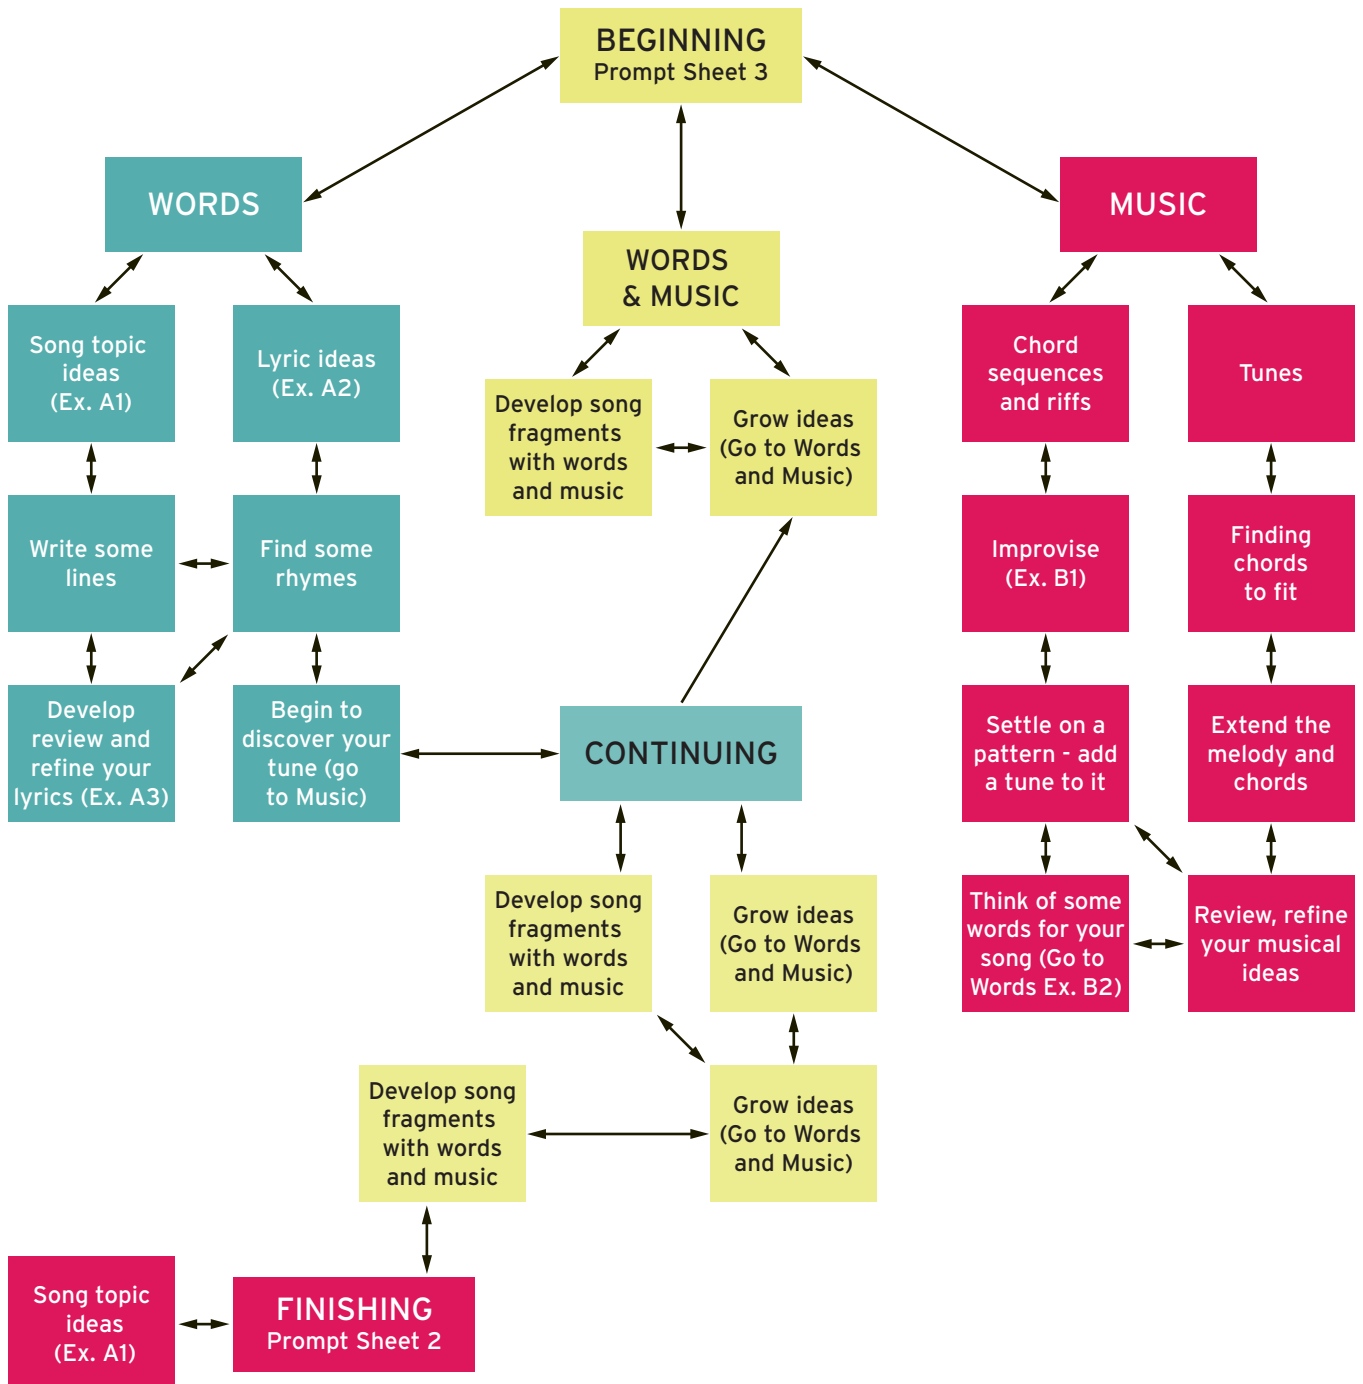 BEGINNING
Prompt Sheet 3
WORDS
MUSIC
WORDS
& MUSIC
Song topic
ideas
(Ex. A1)
Lyric ideas
(Ex. A2)
Chord
sequences
and riffs
Tunes
Develop song
fragments
with words
and music
Grow ideas
(Go to Words
and Music)
Write some
lines
Find some
rhymes
Improvise
(Ex. B1)
Finding
chords
to fit
Develop
review and
refine your
lyrics (Ex. A3)
Begin to
discover your
tune (go
to Music)
CONTINUING
Settle on a
pattern - add
a tune to it
Extend the
melody and
chords
Develop song
fragments
with words
and music
Grow ideas
(Go to Words
and Music)
Think of some
words for your
song (Go to
Words Ex. B2)
Review, refine
your musical
ideas
Develop song
fragments
with words
and music
Grow ideas
(Go to Words
and Music)
Song topic
ideas
(Ex. A1)
FINISHING
Prompt Sheet 2